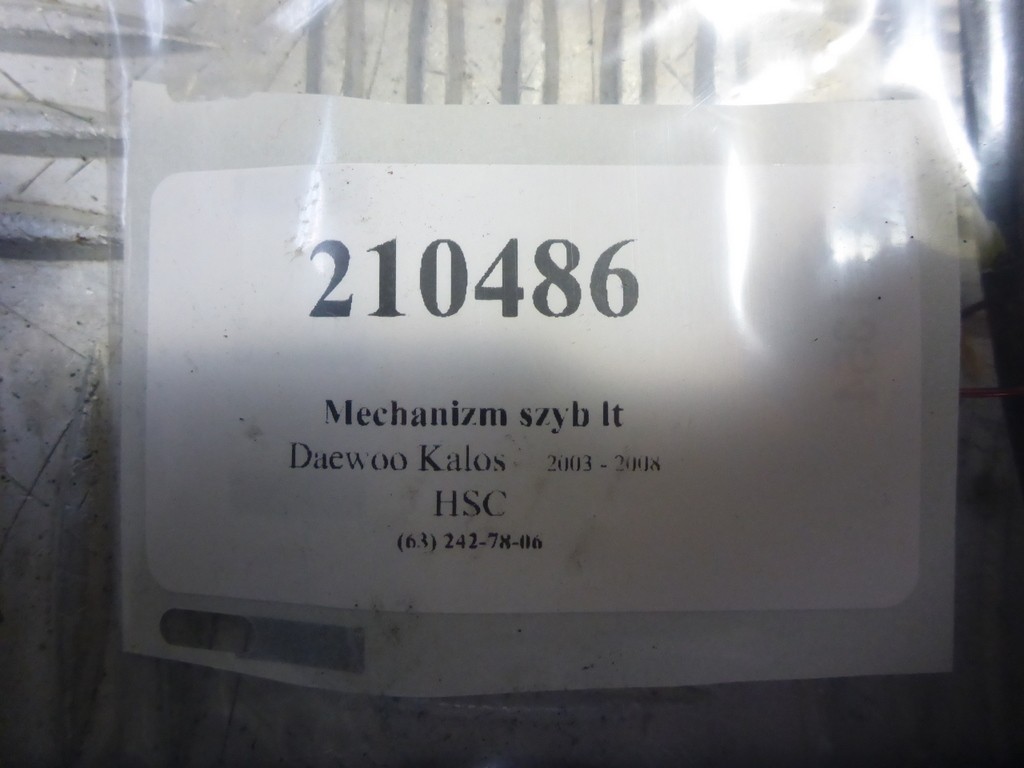 210486
Mechanizm szyb lt
Daewoo Kalos 2003 - 2008
HSC
(63) 242-78-06